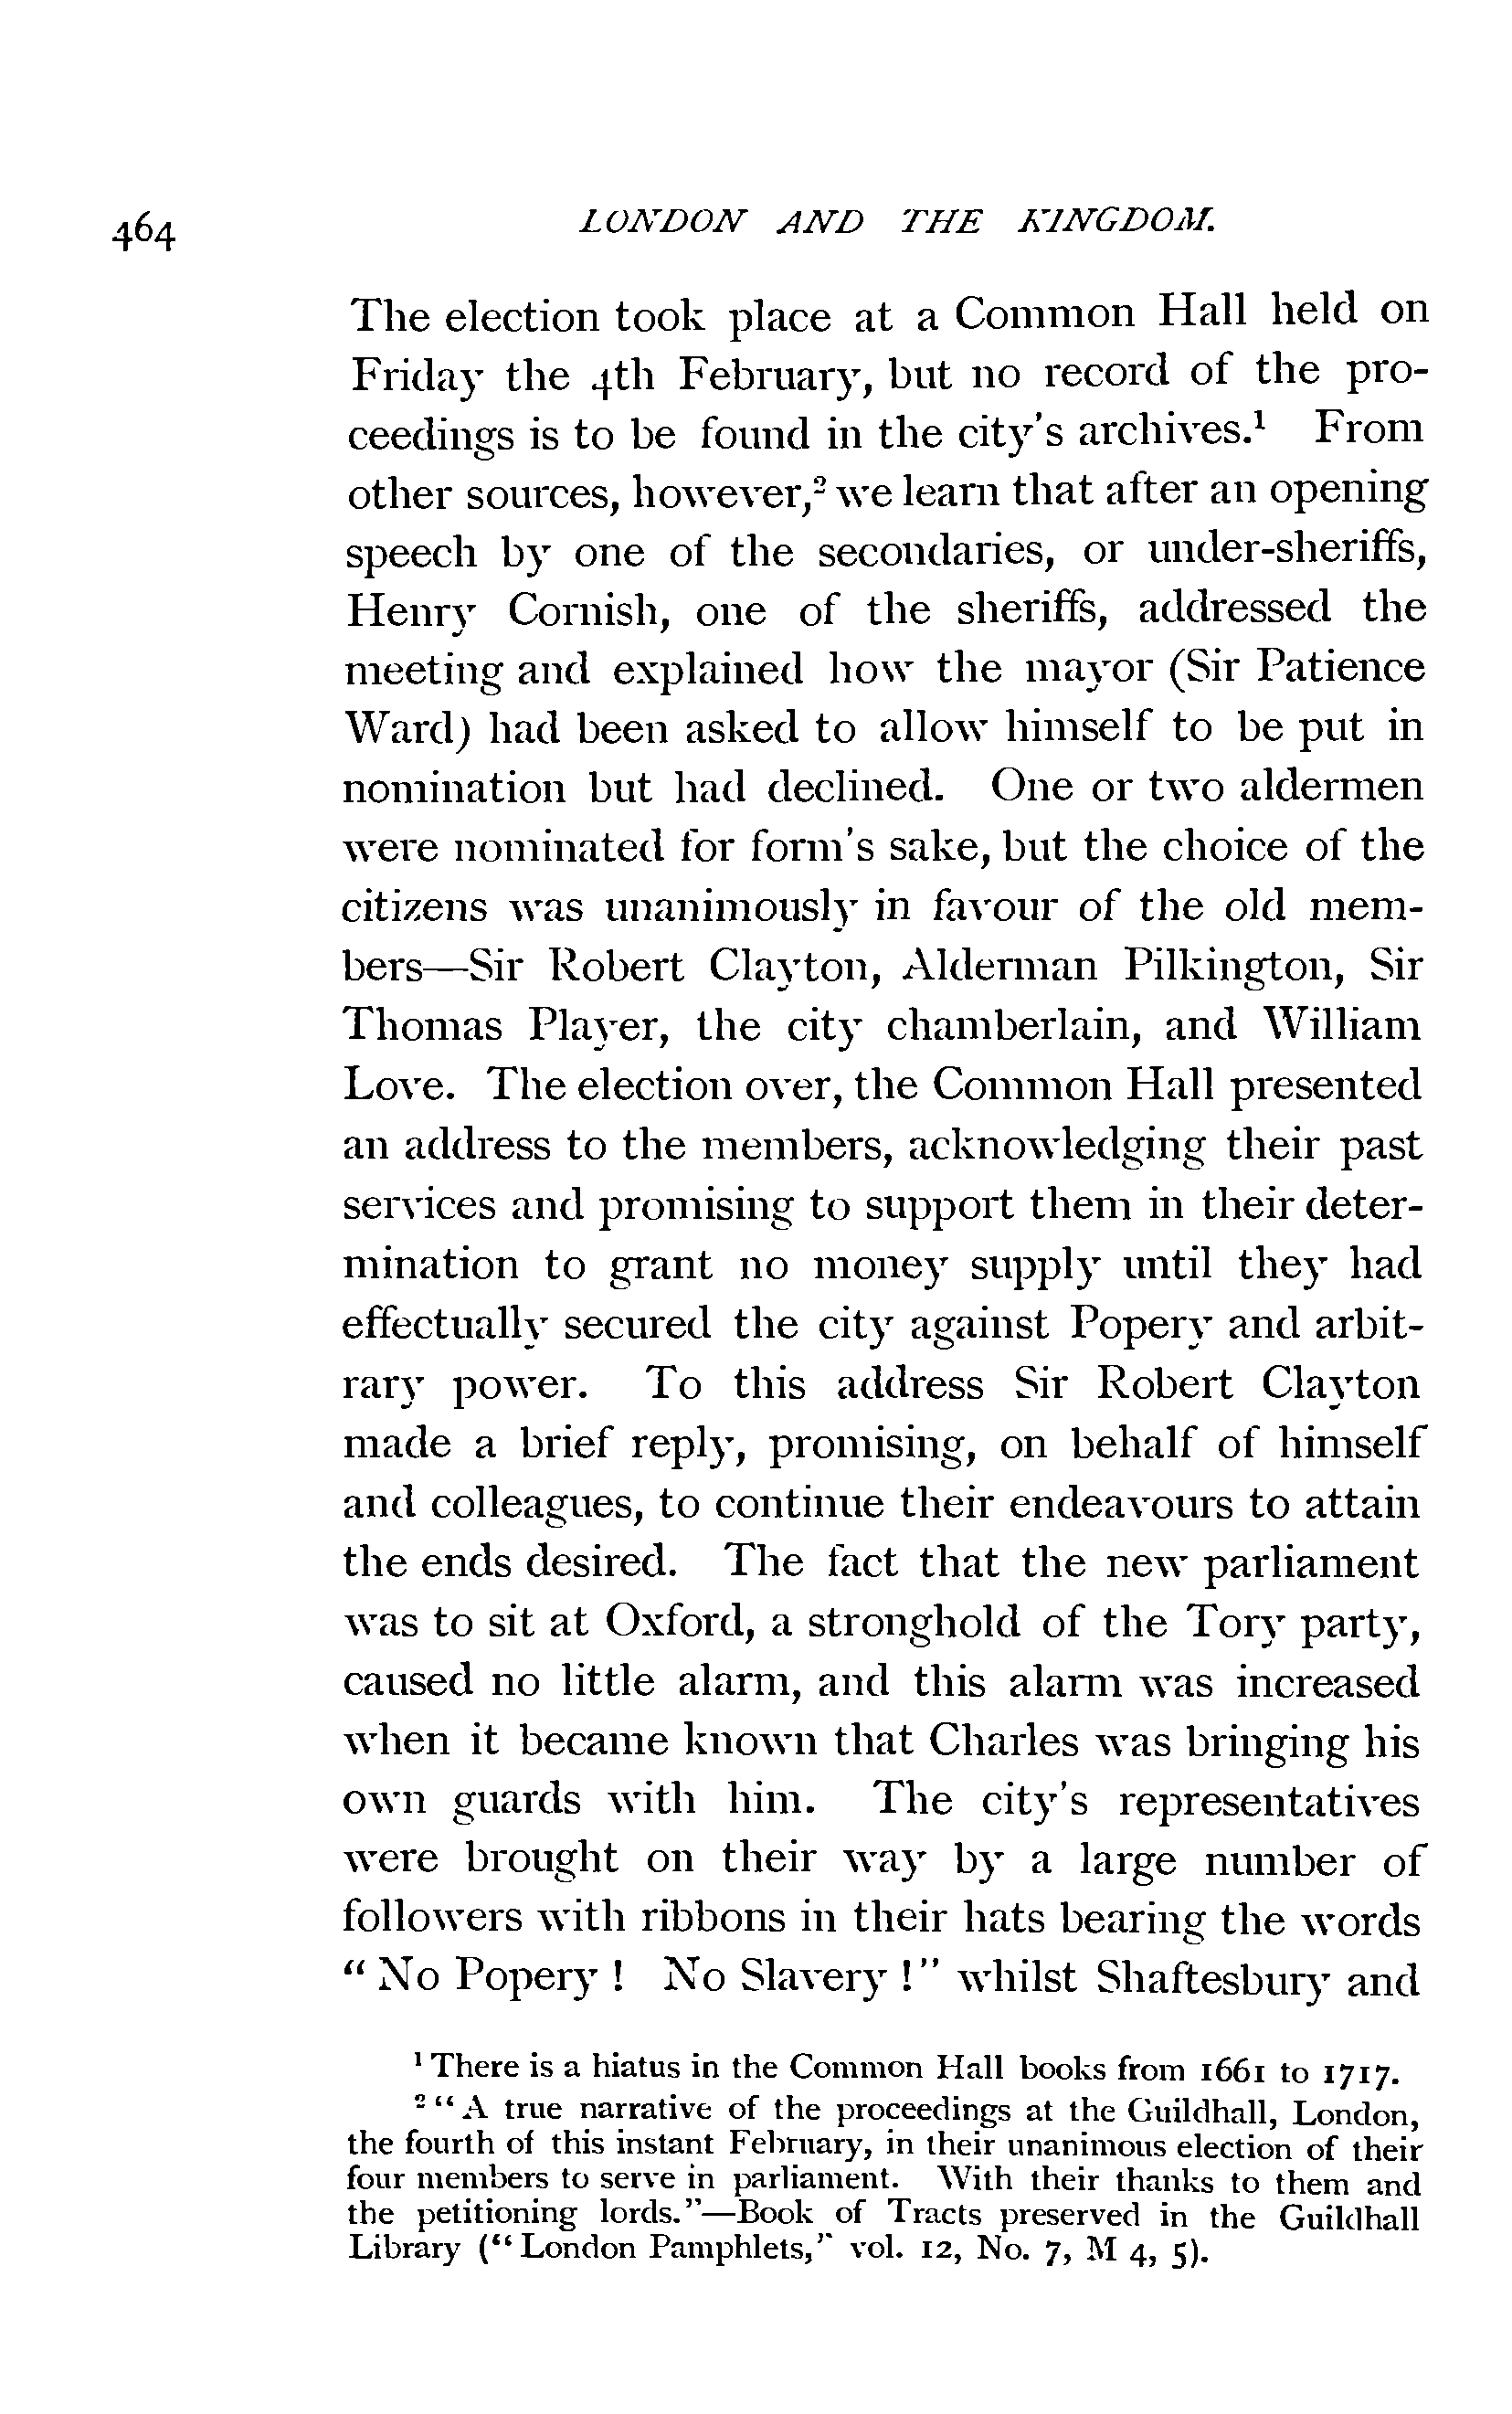 464 LONDON AND THE KINGDOM.
The election took place at a Common Hall held on
Friday the 4th February, but no record of the pro-
ceedings is to be found in the city's archives.¹ From
other sources, however,² we learn that after an opening
speech by one of the secondaries, or under-sheriffs,
Henry Cornish, one of the sheriffs, addressed the
meeting and explained how the mayor (Sir Patience
Ward) had been asked to allow himself to be put in
nomination but had declined. One or two aldermen
were nominated for form's sake, but the choice of the
citizens was unanimously in favour of the old mem-
bers—Sir Robert Clayton, Alderman Pilkington, Sir
Thomas Player, the city chamberlain, and William
Love. The election over, the Common Hall presented
an address to the members, acknowledging their past
services and promising to support them in their deter-
mination to grant no money supply until they had
effectually secured the city against Popery and arbit-
rary power. To this address Sir Robert Clayton
made a brief reply, promising, on behalf of himself
and colleagues, to continue their endeavours to attain
the ends desired. The fact that the new parliament
was to sit at Oxford, a stronghold of the Tory party,
caused no little alarm, and this alarm was increased
when it became known that Charles was bringing his
own guards with him. The city's representatives
were brought on their way by a large number of
followers with ribbons in their hats bearing the words
"No Popery! No Slavery!" whilst Shaftesbury and
¹ There is a hiatus in the Common Hall books from 1661 to 1717.
² "A true narrative of the proceedings at the Guildhall, London,
the fourth of this instant February, in their unanimous election of their
four members to serve in parliament. With their thanks to them and
the petitioning lords."—Book of Tracts preserved in the Guildhall
Library ("London Pamphlets," vol. 12, No. 7, M 4, 5).